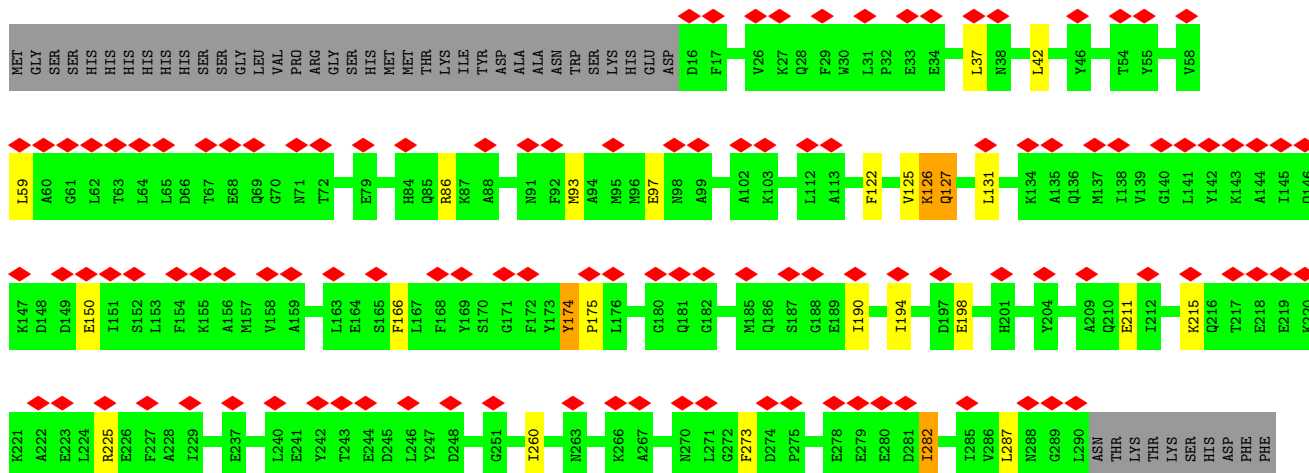 MET GLY SER SER HIS HIS HIS HIS HIS HIS SER SER GLY LEU VAL PRO ARG GLY SER HIS MET MET THR LYS ILE TYR ASP ALA ALA ASN TRP SER LYS HIS GLU ASP D16 F17 V26 K27 Q28 F29 W30 L31 P32 E33 E34 L37 N38 L42 Y46 T54 Y55 V58
L59 A60 G61 L62 T63 L64 L65 D66 T67 E68 Q69 G70 N71 T72 E79 H84 Q85 R86 K87 A88 N91 F92 M93 A94 M95 M96 E97 N98 A99 A102 K103 L112 A113 F122 V125 K126 Q127 L131 K134 A135 Q136 M137 I138 V139 G140 L141 Y142 K143 A144 I145 Q146
K147 D148 D149 E150 I151 S152 L153 F154 K155 A156 M157 V158 A159 L163 E164 S165 F166 L167 F168 Y169 S170 G171 F172 Y173 Y174 P175 L176 G180 Q181 G182 M185 Q186 S187 G188 E189 I190 I194 D197 E198 H201 Y204 A209 Q210 E211 I212 K215 Q216 T217 E218 E219 K220
K221 A222 E223 L224 R225 E226 F227 A228 I229 E237 L240 E241 Y242 T243 E244 D245 L246 Y247 D248 G251 I260 N263 K266 A267 N270 L271 G272 F273 D274 P275 E278 E279 E280 D281 I282 I285 V286 L287 N288 G289 L290 ASN THR LYS THR LYS SER HIS ASP PHE PHE